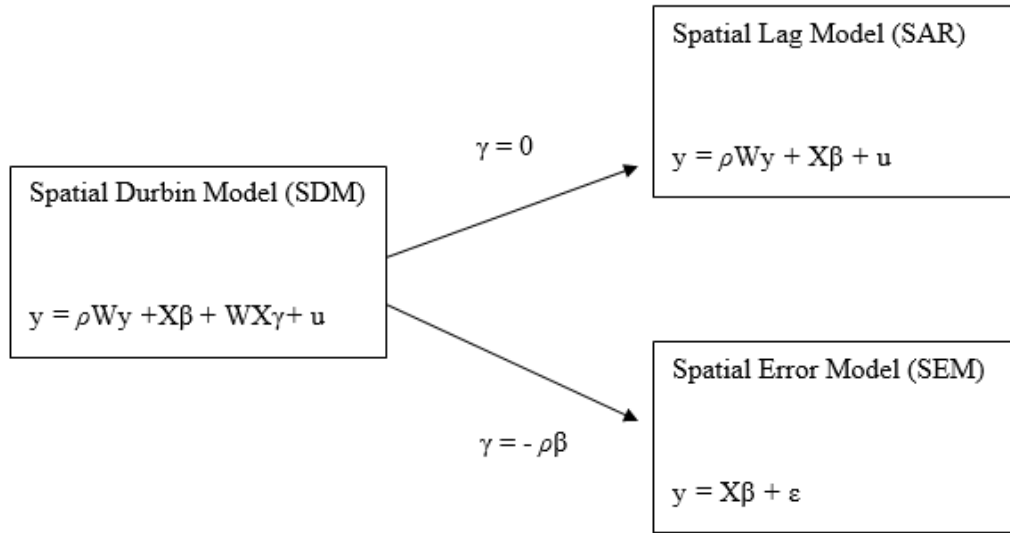 Spatial Lag Model (SAR)
y = ρWy + Xβ + u
γ = 0
Spatial Durbin Model (SDM)
y = ρWy +Xβ + WXγ+ u
γ = - ρβ
Spatial Error Model (SEM)
y = Xβ + ε